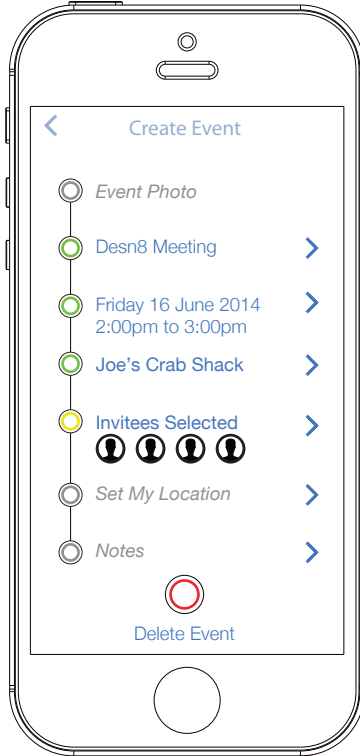 Create Event
Event Photo
Desn8 Meeting
Friday 16 June 2014
2:00pm to 3:00pm
Joe's Crab Shack
Invitees Selected
Set My Location
Notes
Delete Event